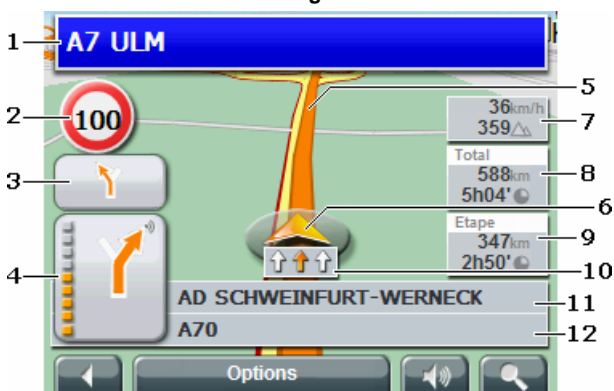 1
A7 ULM
2
100
3
4
5
36km/h
359
7
Total
588km
5h04'
8
6
Etape
347km
2h50'
9
10
AD SCHWEINFURT-WERNECK
11
A70
12
Options